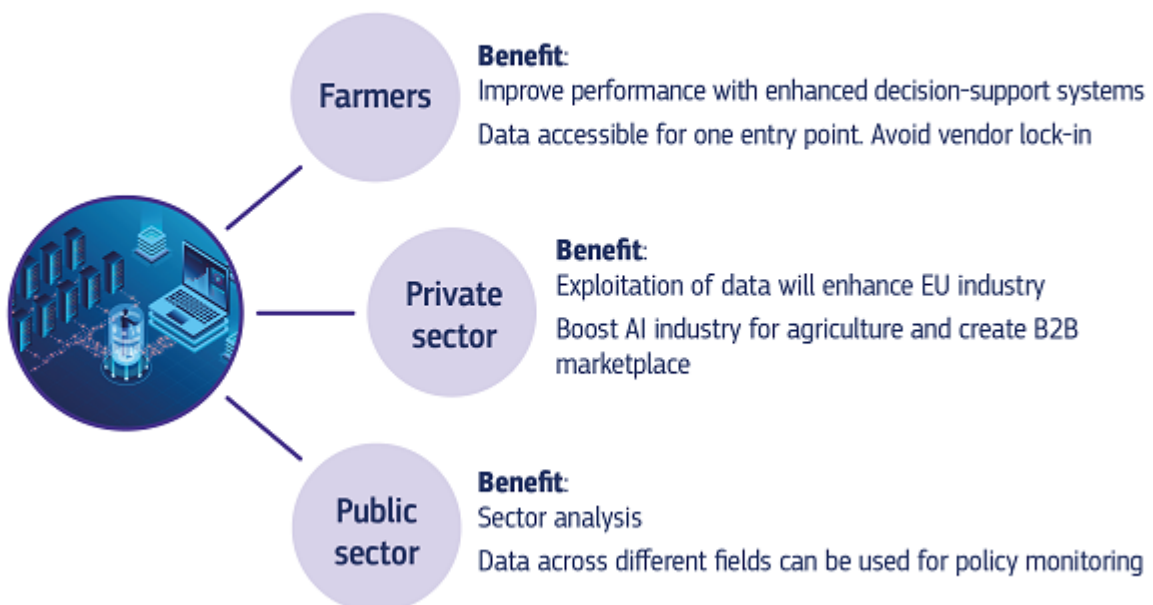 Farmers
Benefit:
Improve performance with enhanced decision-support systems
Data accessible for one entry point. Avoid vendor lock-in
Private
sector
Benefit:
Exploitation of data will enhance EU industry
Boost AI industry for agriculture and create B2B
marketplace
Public
sector
Benefit:
Sector analysis
Data across different fields can be used for policy monitoring